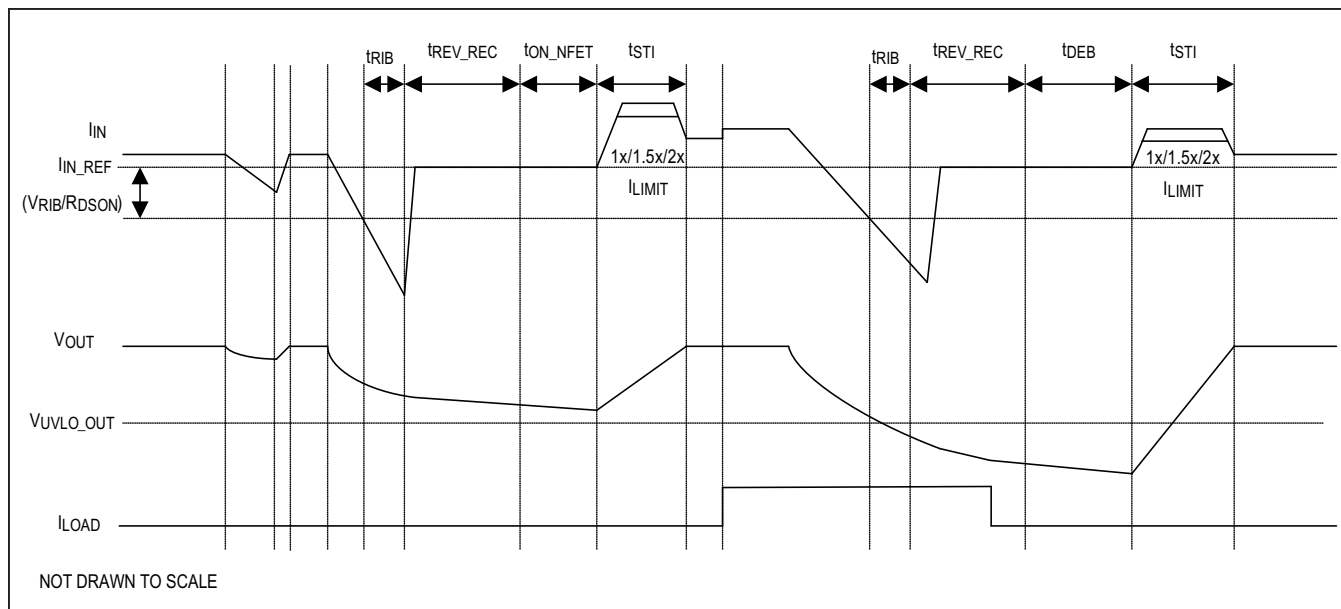 tRIB tREV_REC tON_NFET tSTI tRIB tREV_REC tDEB tSTI
IIN
IIN_REF
1x/1.5x/2x 1x/1.5x/2x
ILIMIT ILIMIT
(VRIB/RDSON)
VOUT
VUVLO_OUT
ILOAD
NOT DRAWN TO SCALE